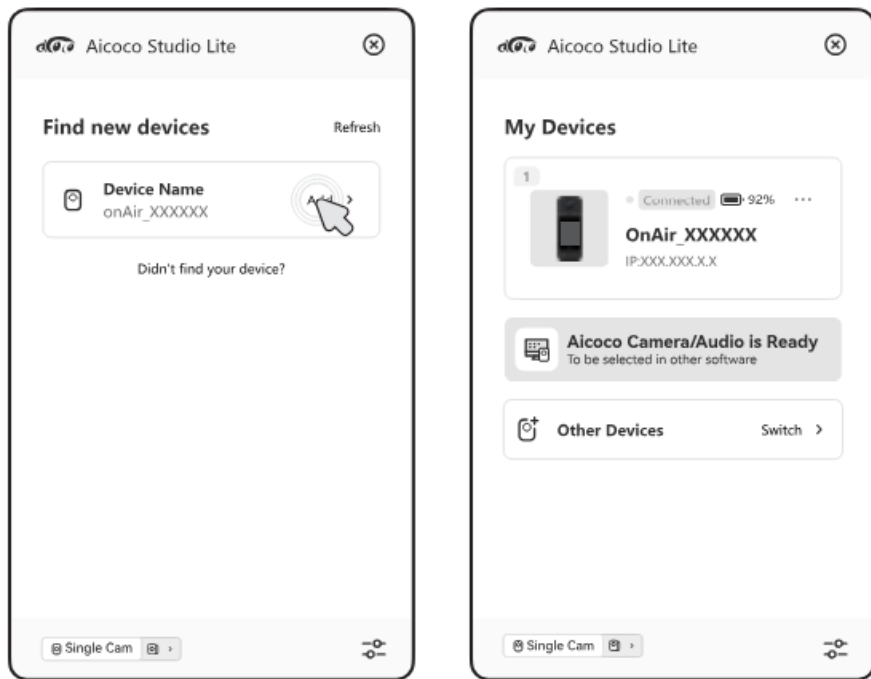 Aicoco Studio Lite
Find new devices
Refresh
Device Name
onAir_XXXXXX
Didn't find your device?
Single Cam
Aicoco Studio Lite
My Devices
1
Connected 92% ...
OnAir_XXXXXX
IP:XXX.XXX.X.X
Aicoco Camera/Audio is Ready
To be selected in other software
Other Devices
Switch
Single Cam